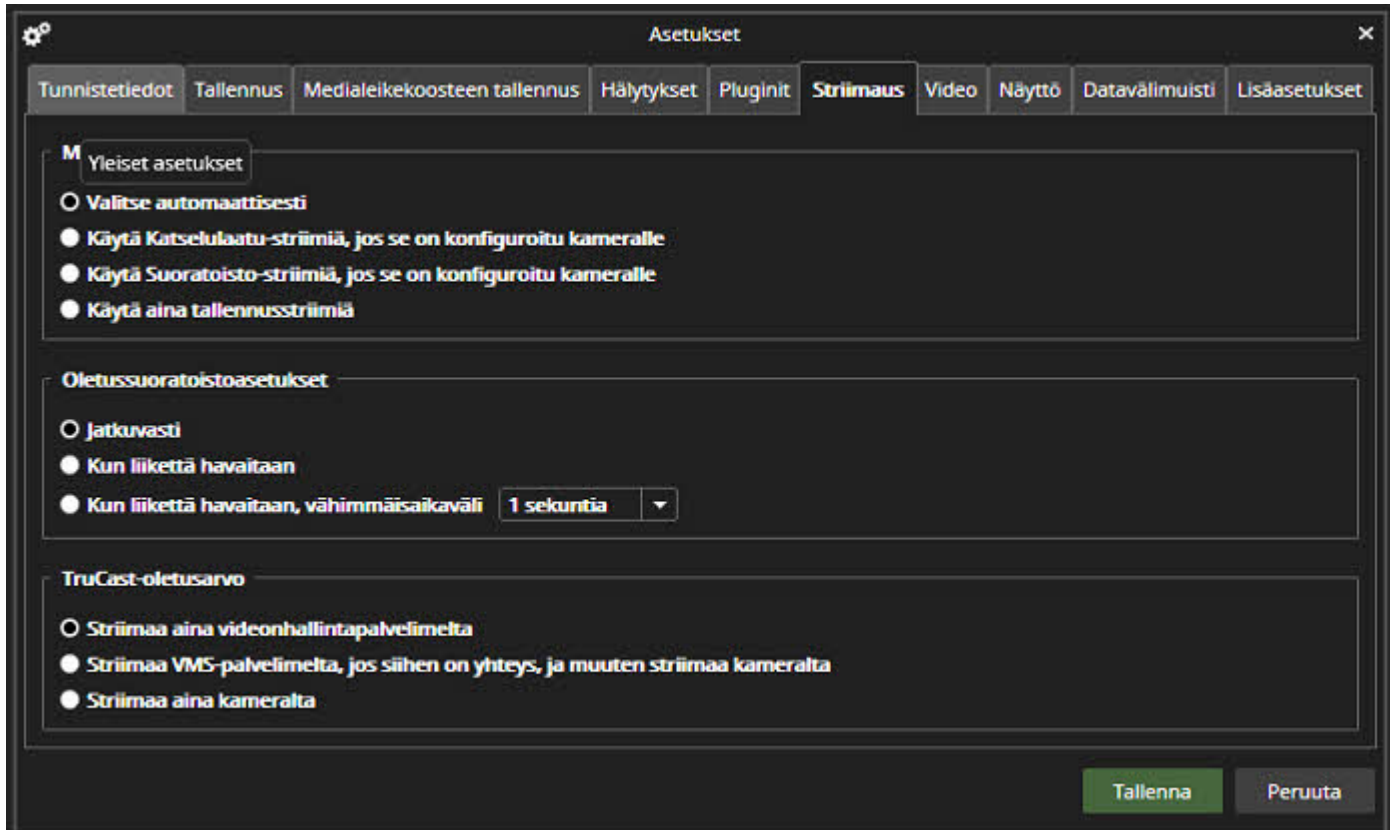 Asetukset
Tunnistetiedot Tallennus Medialeikekoosteen tallennus Hälytykset Pluginit Striimaus Video Näyttö Datavälimuisti Lisäasetukset
Yleiset asetukset
Valitse automaattisesti
Käytä Katselulaatu-striimiä, jos se on konfiguroitu kameralle
Käytä Suoratoisto-striimiä, jos se on konfiguroitu kameralle
Käytä aina tallennusstriimiä
Oletussuoratoistoasetukset
Jatkuvasti
Kun liikettä havaitaan
Kun liikettä havaitaan, vähimmäisaikaväli 1 sekuntia
TruCast-oletusarvo
Striimaa aina videonhallintapalvelimelta
Striimaa VMS-palvelimelta, jos siihen on yhteys, ja muuten striimaa kameralta
Striimaa aina kameralta
Tallenna Peruuta